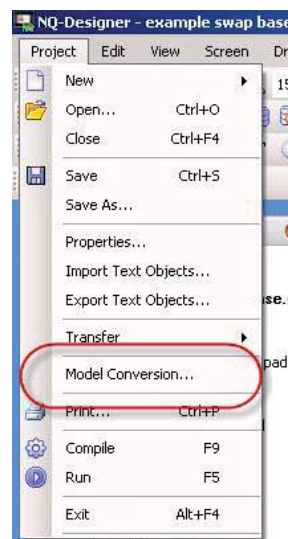 NQ-Designer - example swap base
Project Edit View Screen
New
Open... Ctrl+O
Close Ctrl+F4
Save Ctrl+S
Save As...
Properties...
Import Text Objects...
Export Text Objects...
Transfer
Model Conversion...
Print... Ctrl+P
Compile F9
Run F5
Exit Alt+F4